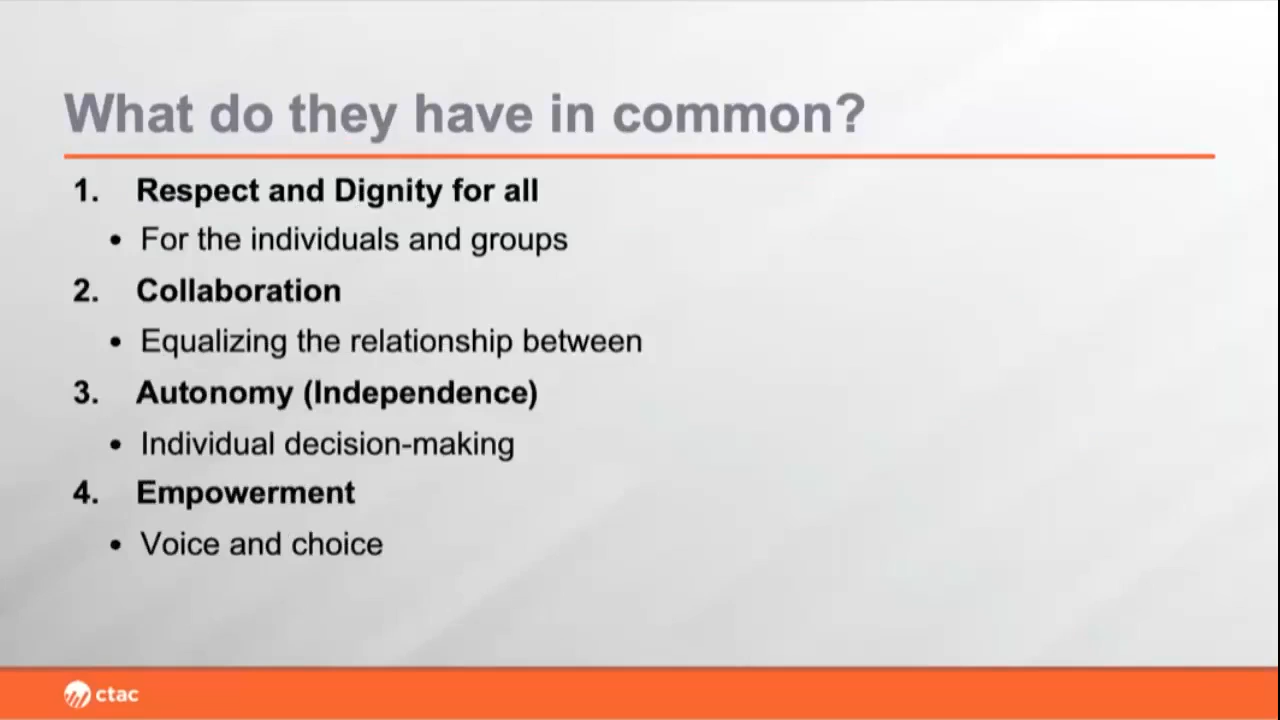 What do they have in common?
1. Respect and Dignity for all
• For the individuals and groups
2. Collaboration
• Equalizing the relationship between
3. Autonomy (Independence)
• Individual decision-making
4. Empowerment
• Voice and choice
ctac